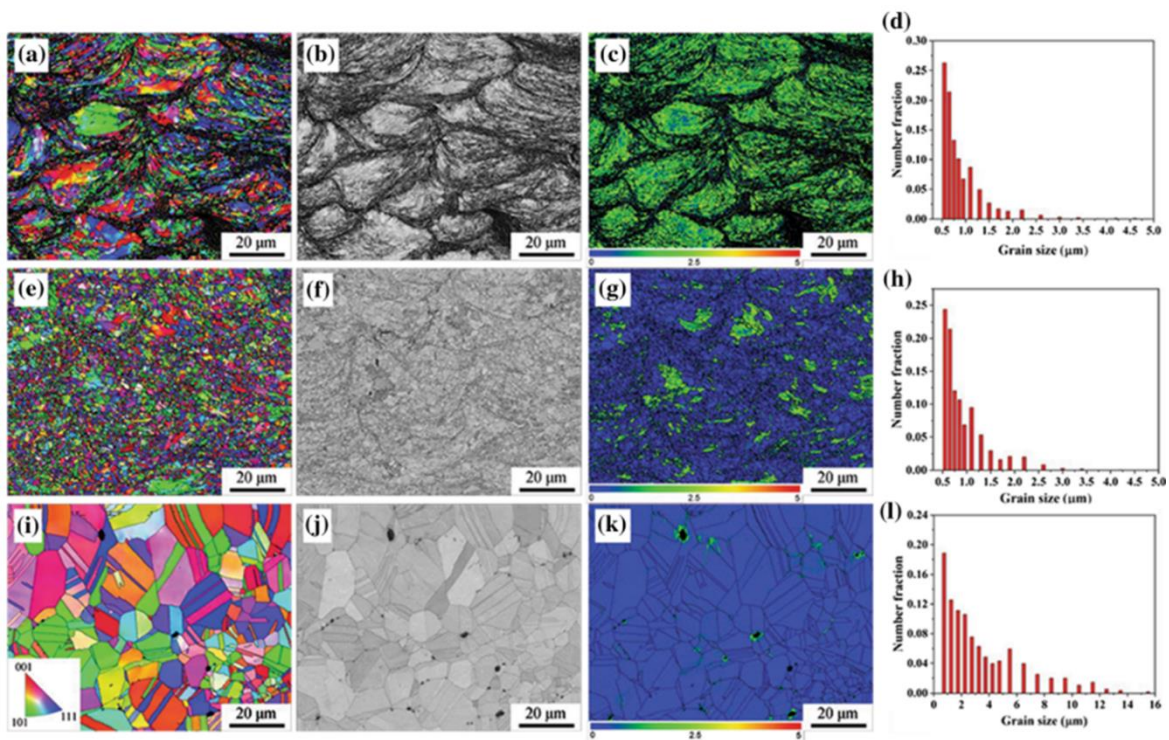 (a)
20 μm
(b)
20 μm
(c)
0 2.5 5
20 μm
(d)
Number fraction
0.30
0.25
0.20
0.15
0.10
0.05
0.00
0.5 1.0 1.5 2.0 2.5 3.0 3.5 4.0 4.5 5.0
Grain size (μm)
(e)
20 μm
(f)
20 μm
(g)
0 2.5 5
20 μm
(h)
Number fraction
0.25
0.20
0.15
0.10
0.05
0.00
0.5 1.0 1.5 2.0 2.5 3.0 3.5 4.0 4.5 5.0
Grain size (μm)
(i)
001
101 111
20 μm
(j)
20 μm
(k)
0 2.5 5
20 μm
(l)
Number fraction
0.24
0.20
0.16
0.12
0.08
0.04
0.00
0 2 4 6 8 10 12 14 16
Grain size (μm)